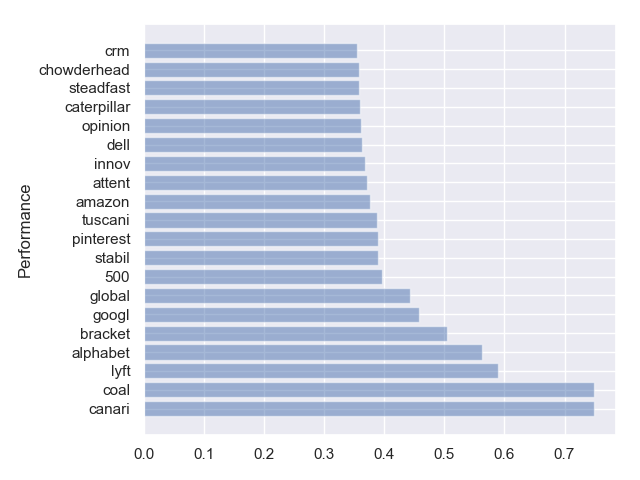 crm
chowderhead
steadfast
caterpillar
opinion
dell
innov
attent
amazon
tuscani
pinterest
stabil
500
global
googl
bracket
alphabet
lyft
coal
canari
Performance
0.0 0.1 0.2 0.3 0.4 0.5 0.6 0.7